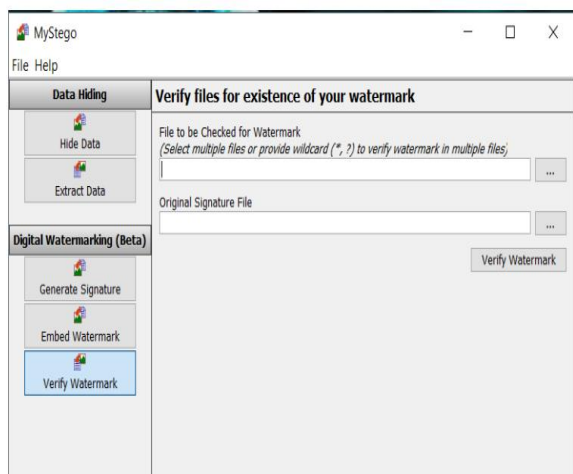 MyStego
File Help
Data Hiding
Hide Data
Extract Data
Digital Watermarking (Beta)
Generate Signature
Embed Watermark
Verify Watermark
Verify files for existence of your watermark
File to be Checked for Watermark
(Select multiple files or provide wildcard (*, ?) to verify watermark in multiple files)
...
Original Signature File
...
Verify Watermark